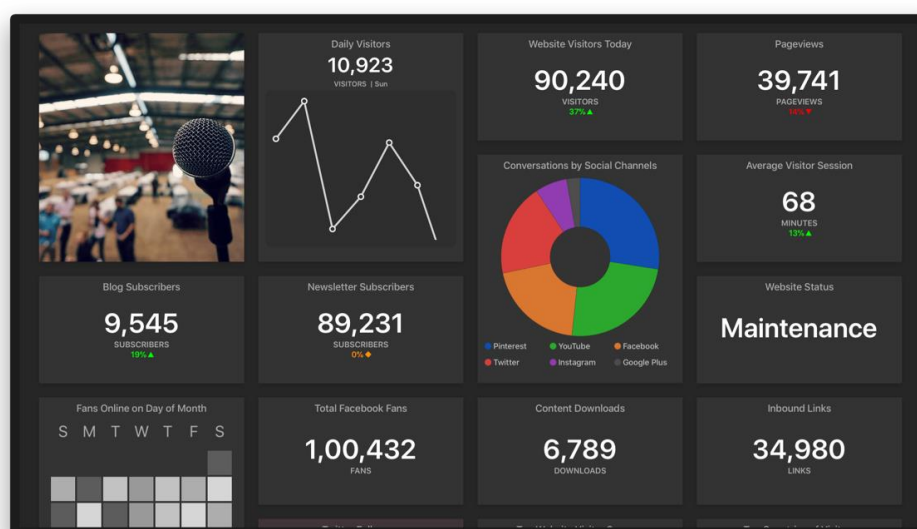 Daily Visitors
10,923
VISITORS | Sun
Website Visitors Today
90,240
VISITORS
37% ▲
Pageviews
39,741
PAGEVIEWS
Conversations by Social Channels
Pinterest YouTube Facebook
Twitter Instagram Google Plus
Average Visitor Session
68
MINUTES
13% ▲
Blog Subscribers
9,545
SUBSCRIBERS
19% ▲
Newsletter Subscribers
89,231
SUBSCRIBERS
0% ◆
Website Status
Maintenance
Fans Online on Day of Month
S M T W T F S
Total Facebook Fans
1,00,432
FANS
Content Downloads
6,789
DOWNLOADS
Inbound Links
34,980
LINKS